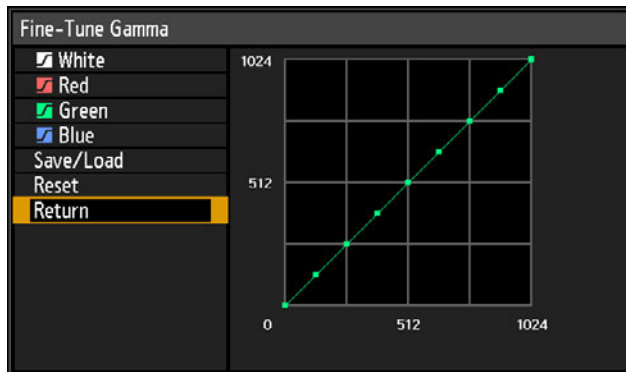 Fine-Tune Gamma
White
Red
Green
Blue
Save/Load
Reset
Return
1024
512
0
512
1024